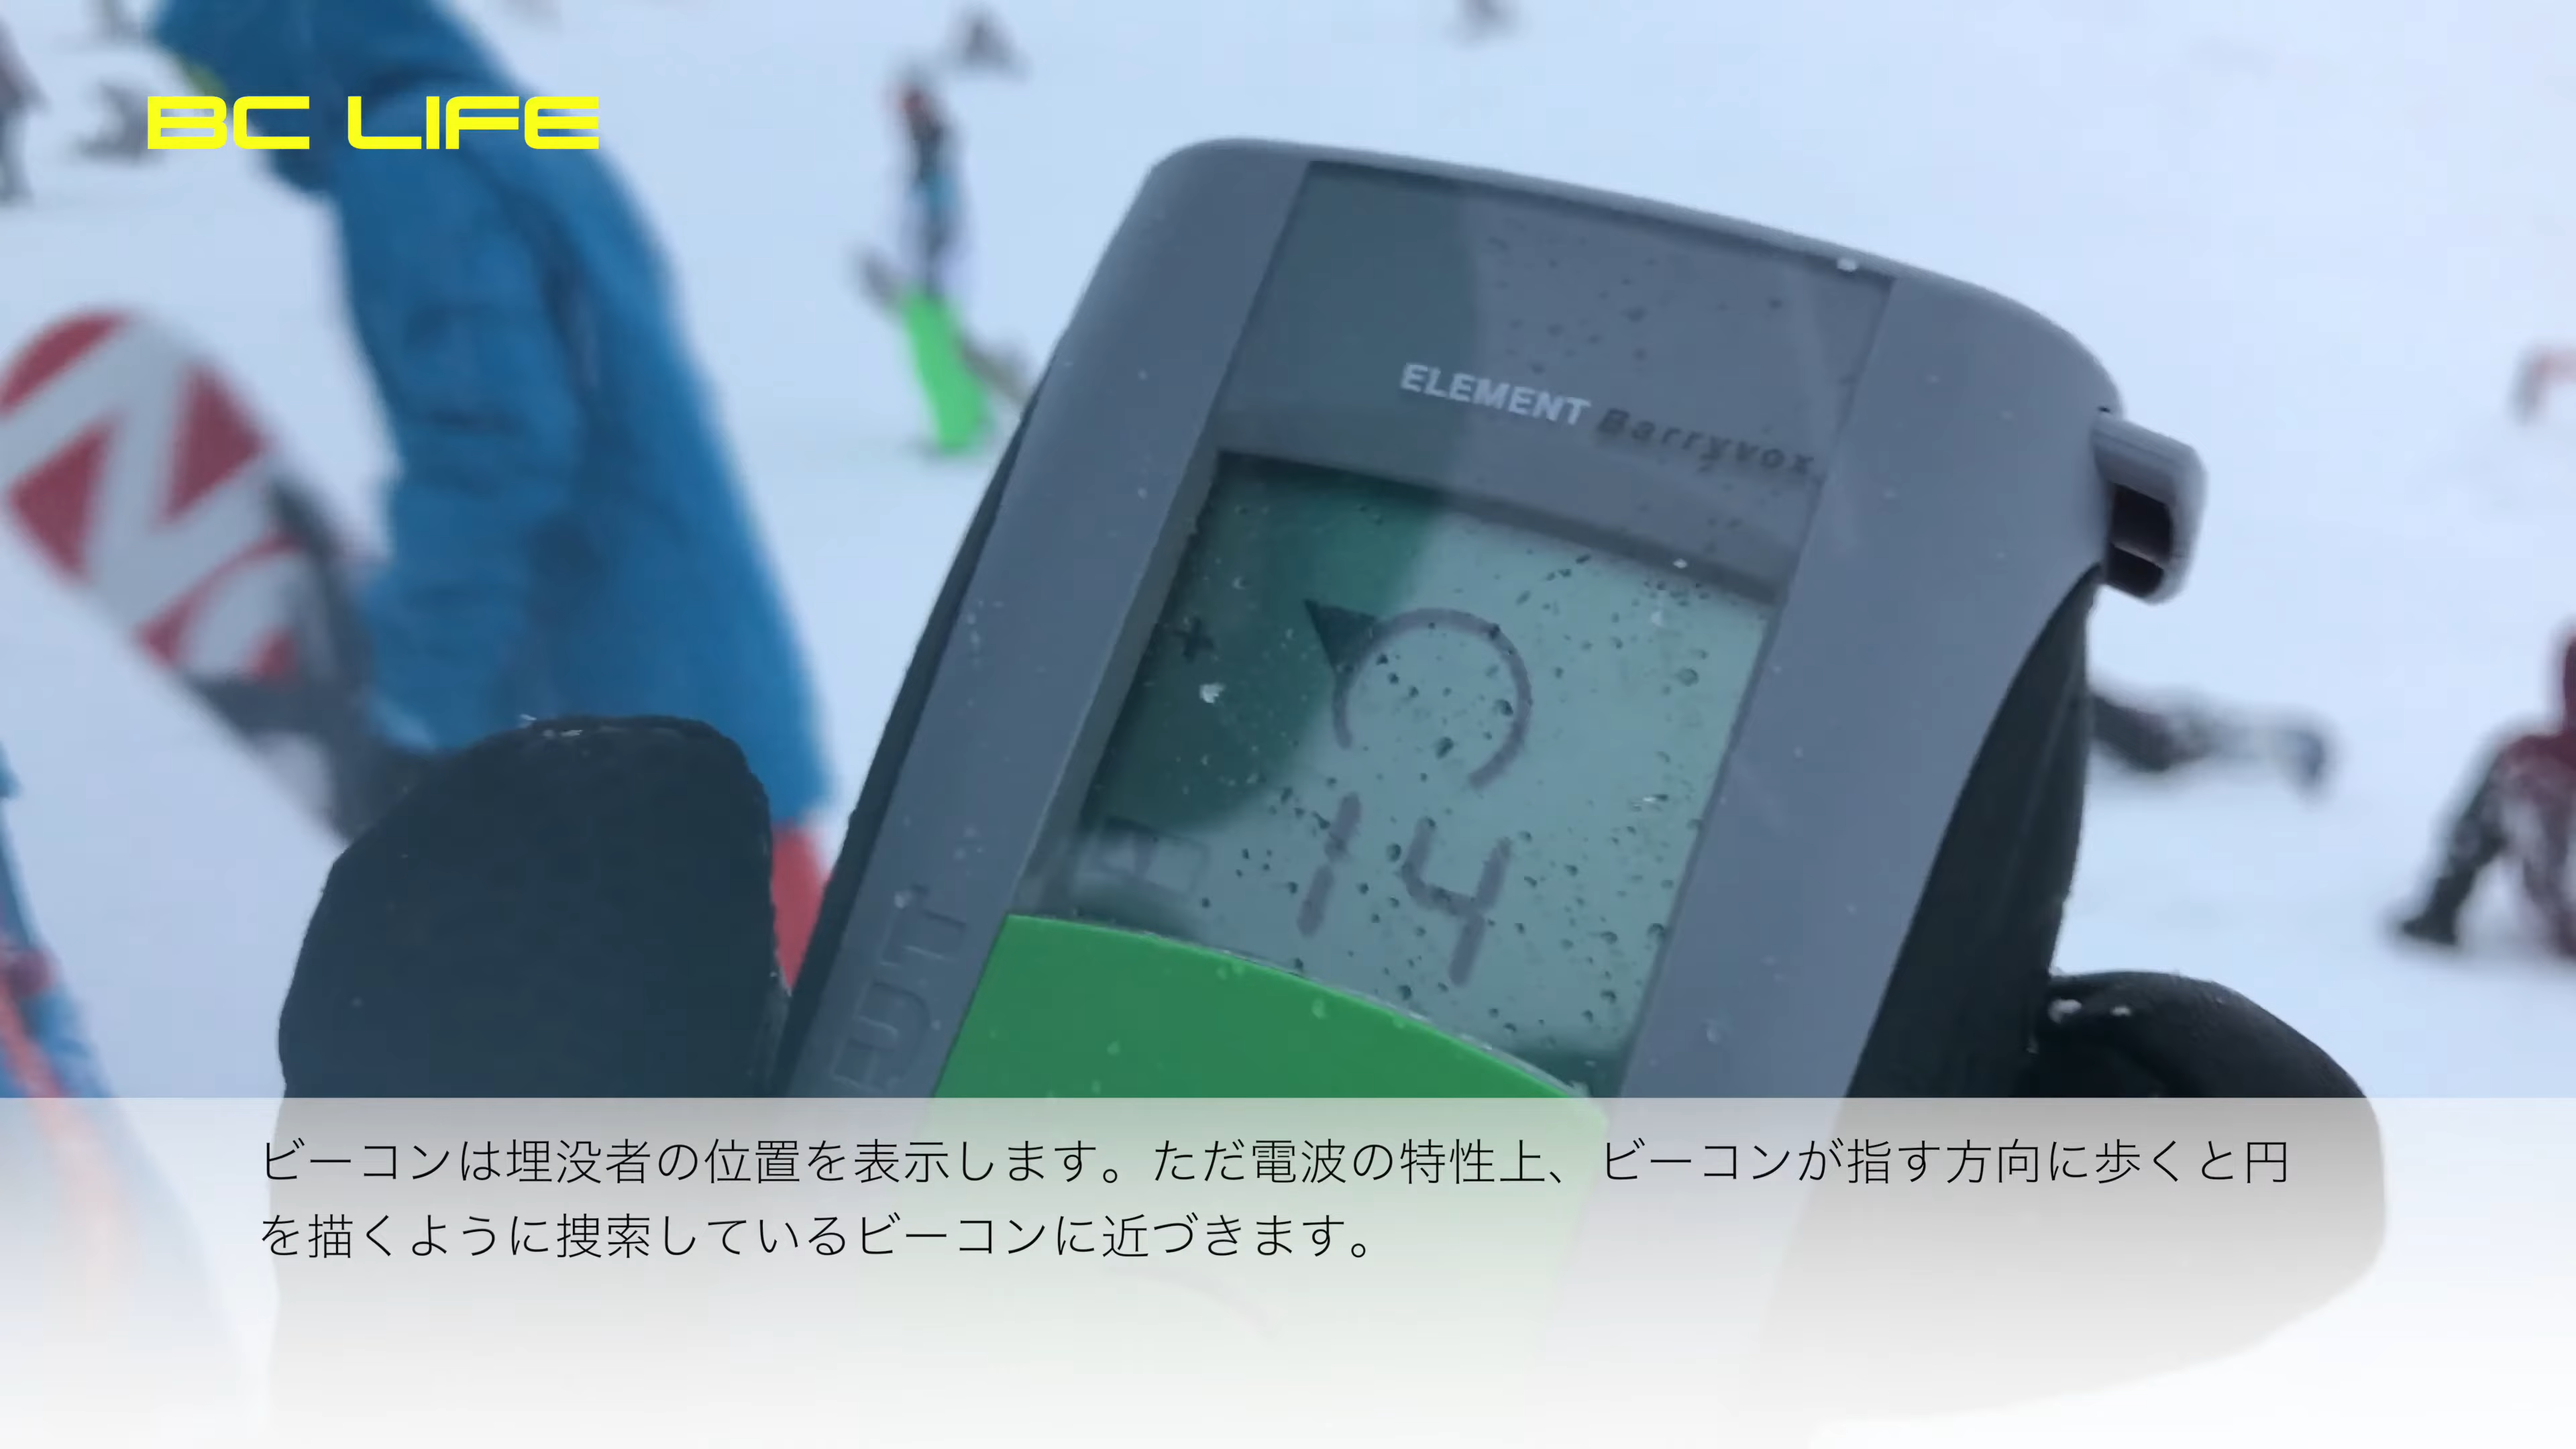 BC LIFE
ELEMENT Barryvox
14
ビーコンは埋没者の位置を表示します。ただ電波の特性上、ビーコンが指す方向に歩くと円
を描くように捜索しているビーコンに近づきます。